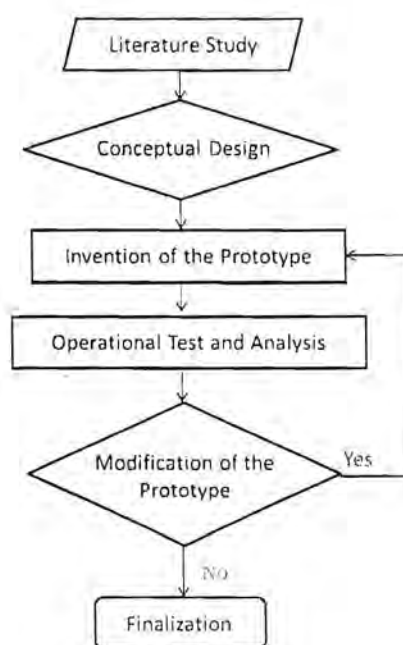 Literature Study
Conceptual Design
Invention of the Prototype
Operational Test and Analysis
Modification of the
Prototype
Yes
No
Finalization